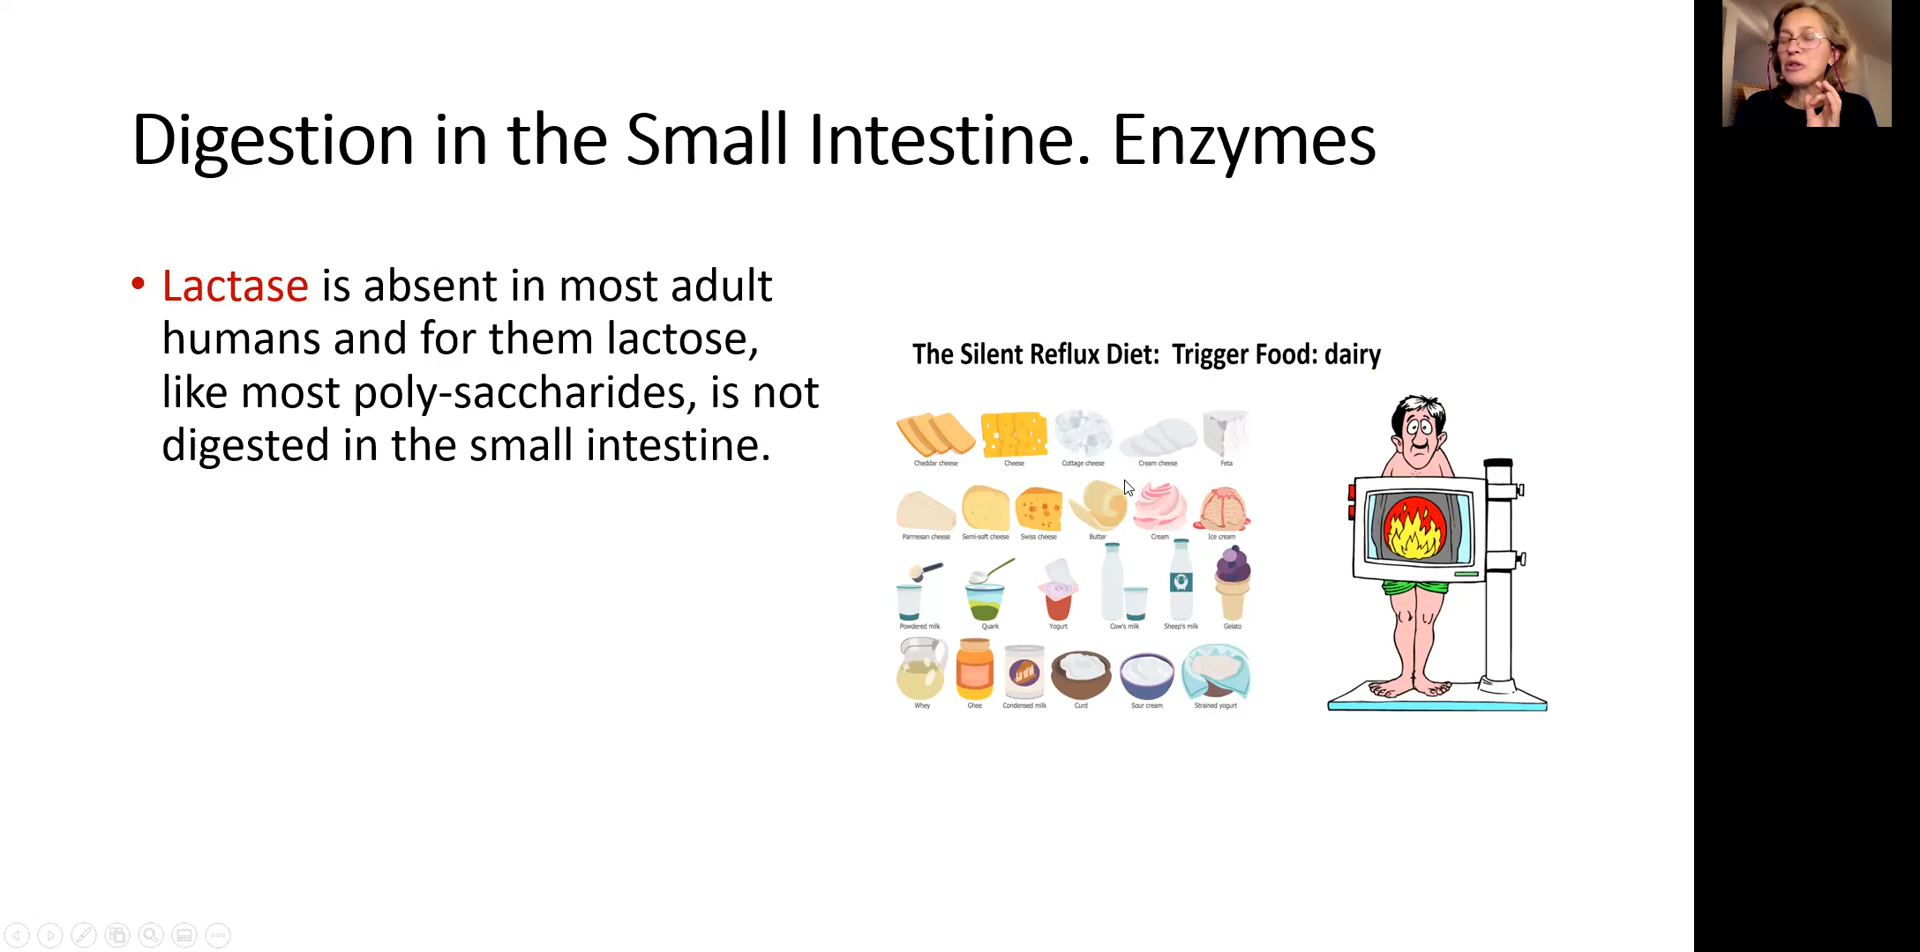 Digestion in the Small Intestine. Enzymes
• Lactase is absent in most adult
humans and for them lactose,
like most poly-saccharides, is not
digested in the small intestine.
The Silent Reflux Diet: Trigger Food: dairy
Cheddar cheese Cheese Cottage cheese Cream cheese Feta
Parmesan cheese Semi-soft cheese Swiss cheese Butter Cream Ice cream
Powdered milk Quark Yogurt Cow's milk Sheep's milk Gelato
Whey Ghee Condensed milk Curd Sour cream Strained yogurt